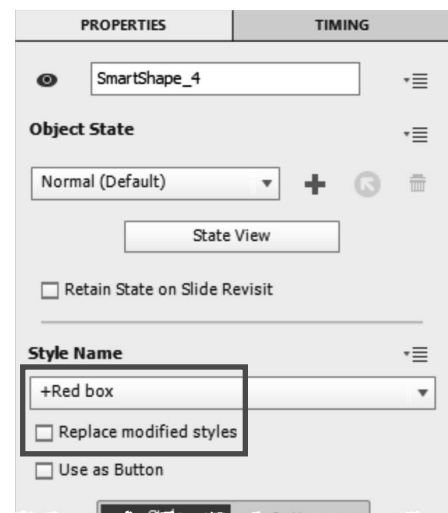 PROPERTIES TIMING
SmartShape_4
Object State
Normal (Default)
State View
Retain State on Slide Revisit
Style Name
+Red box
Replace modified styles
Use as Button